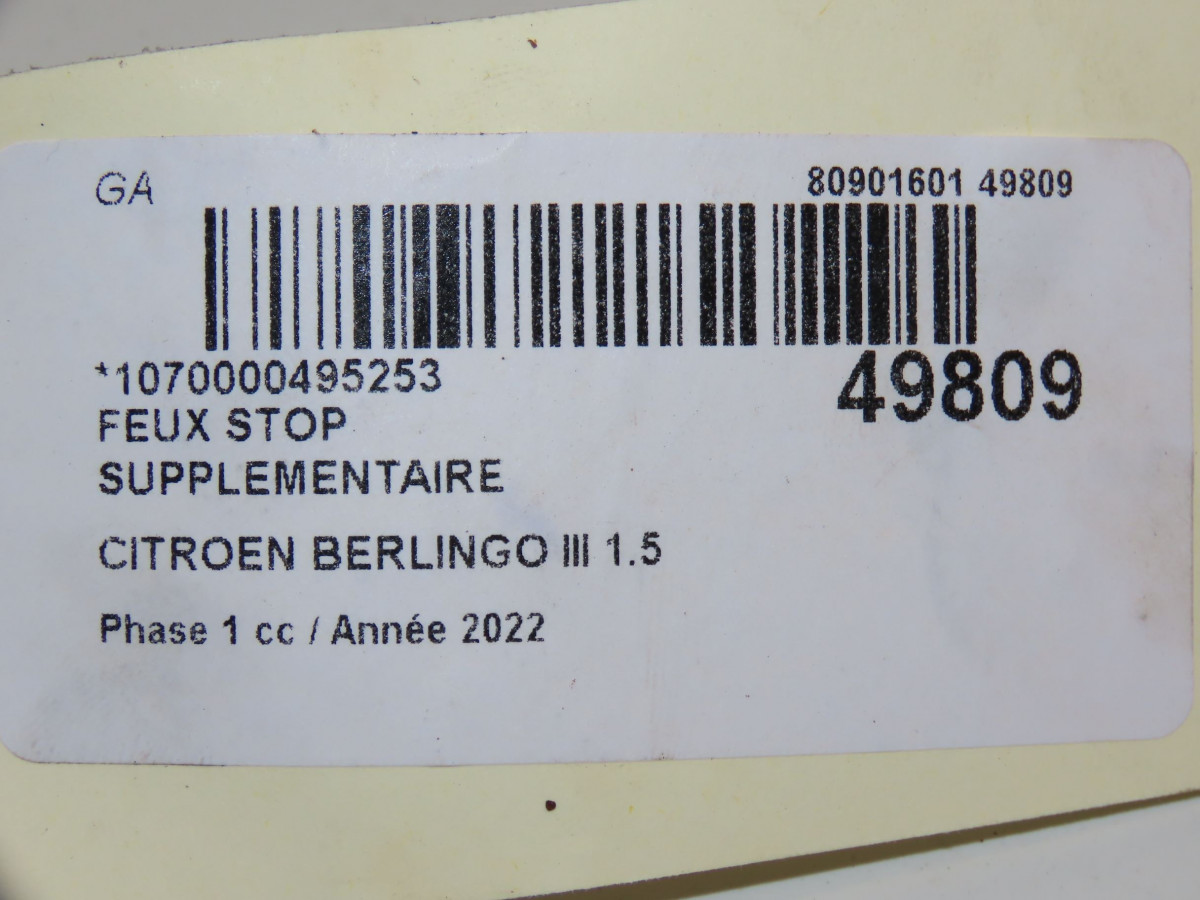 GA
80901601 49809
*1070000495253
49809
FEUX STOP
SUPPLEMENTAIRE
CITROEN BERLINGO III 1.5
Phase 1 cc / Année 2022